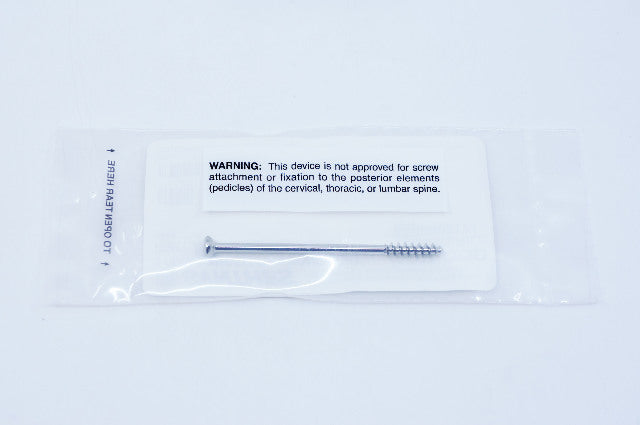 WARNING: This device is not approved for screw
attachment or fixation to the posterior elements
(pedicles) of the cervical, thoracic, or lumbar spine.
TO OPEN TEAR HERE